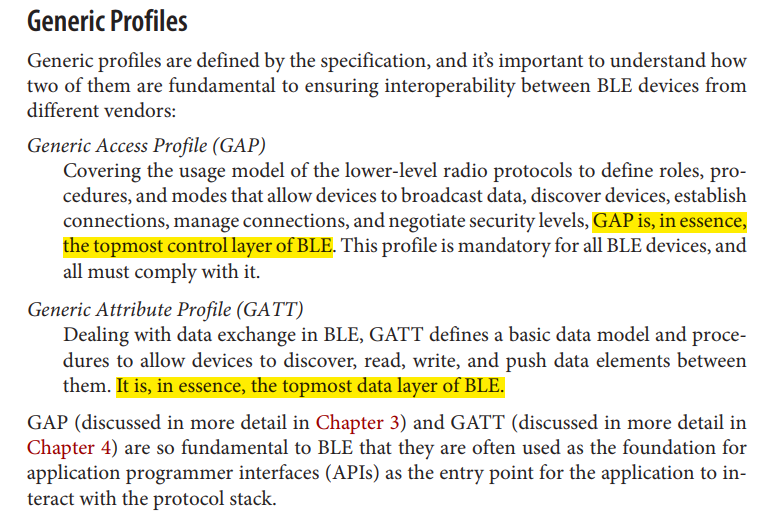 Generic Profiles
Generic profiles are defined by the specification, and it’s important to understand how
two of them are fundamental to ensuring interoperability between BLE devices from
different vendors:
Generic Access Profile (GAP)
Covering the usage model of the lower-level radio protocols to define roles, pro-
cedures, and modes that allow devices to broadcast data, discover devices, establish
connections, manage connections, and negotiate security levels, GAP is, in essence,
the topmost control layer of BLE. This profile is mandatory for all BLE devices, and
all must comply with it.
Generic Attribute Profile (GATT)
Dealing with data exchange in BLE, GATT defines a basic data model and proce-
dures to allow devices to discover, read, write, and push data elements between
them. It is, in essence, the topmost data layer of BLE.
GAP (discussed in more detail in Chapter 3) and GATT (discussed in more detail in
Chapter 4) are so fundamental to BLE that they are often used as the foundation for
application programmer interfaces (APIs) as the entry point for the application to in-
teract with the protocol stack.